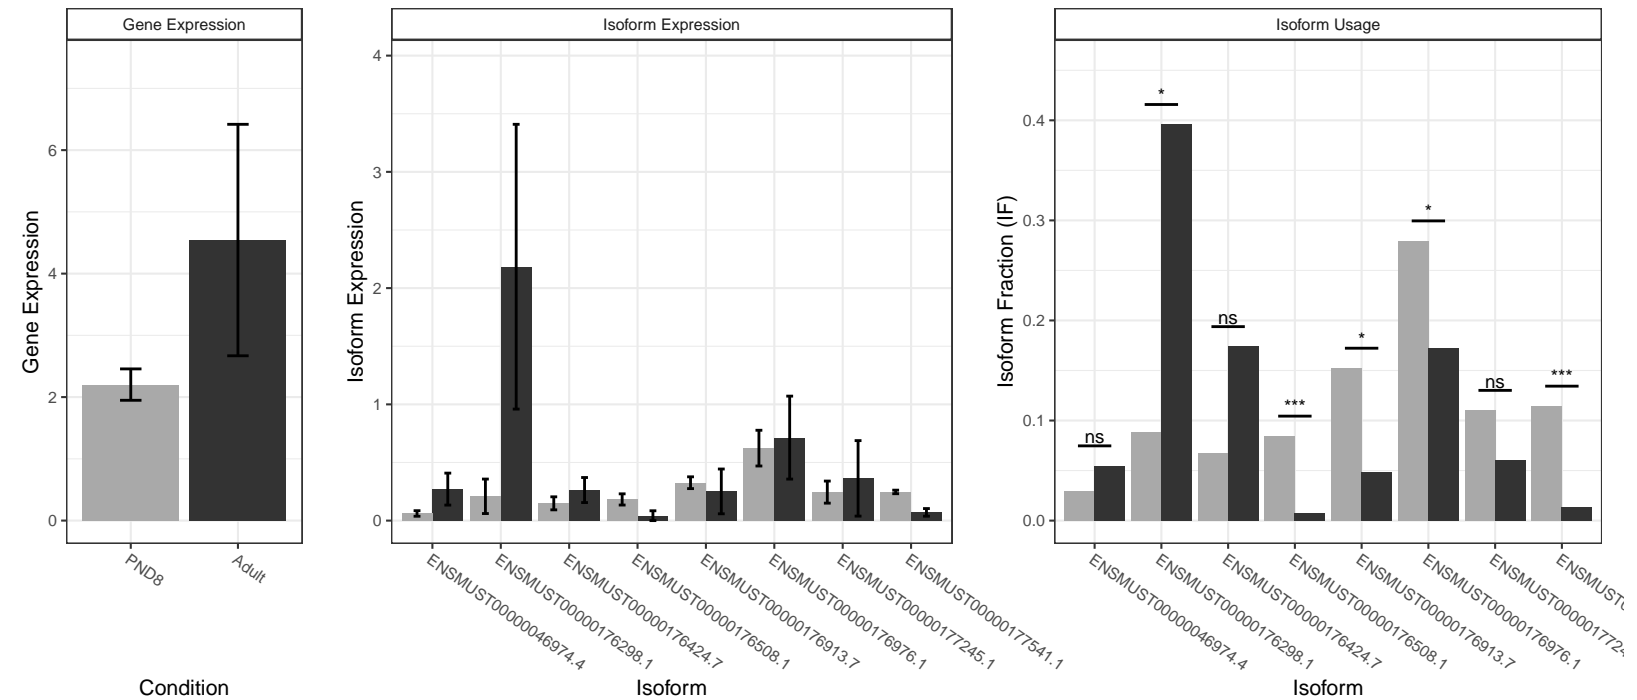 Gene Expression
Isoform Expression
Isoform Usage
Gene Expression
6
4
2
0
PND8
Adult
Condition
Isoform Expression
4
3
2
1
0
ENSMUST00000046974.4
ENSMUST00000176298.1
ENSMUST00000176424.7
ENSMUST00000176508.1
ENSMUST00000176913.7
ENSMUST00000176976.1
ENSMUST00000177245.1
ENSMUST00000177541.1
Isoform
Isoform Fraction (IF)
0.4
0.3
0.2
0.1
0.0
ns
*
ns
***
*
*
ns
***
ENSMUST00000046974.4
ENSMUST00000176298.1
ENSMUST00000176424.7
ENSMUST00000176508.1
ENSMUST00000176913.7
ENSMUST00000176976.1
Isoform